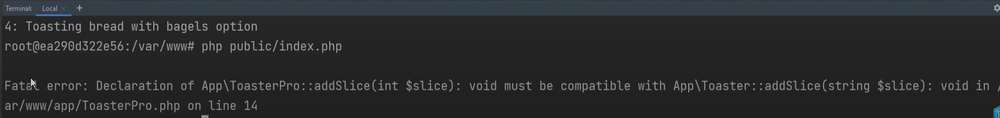 Terminal: Local × +
4: Toasting bread with bagels option
root@ea290d322e56:/var/www# php public/index.php
Fatal error: Declaration of App\ToasterPro::addSlice(int $slice): void must be compatible with App\Toaster::addSlice(string $slice): void in /
ar/www/app/ToasterPro.php on line 14